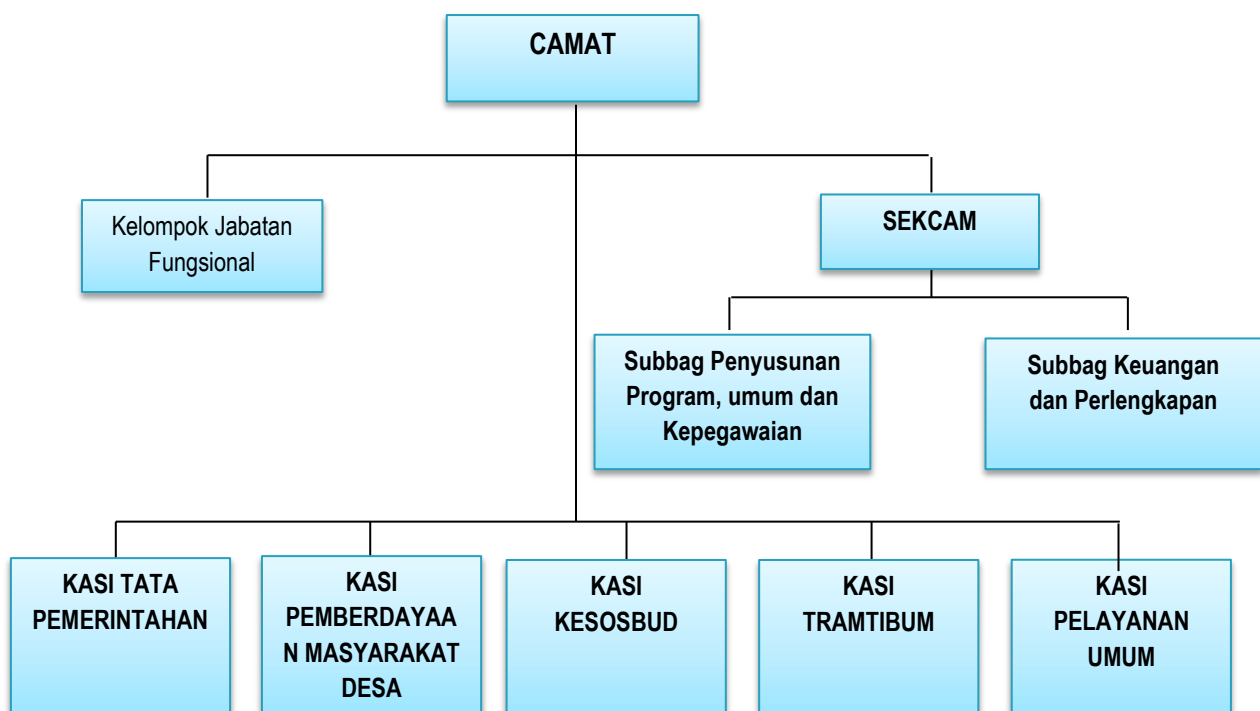 CAMAT
Kelompok Jabatan
Fungsional
SEKCAM
Subbag Penyusunan
Program, umum dan
Kepegawaian
Subbag Keuangan
dan Perlengkapan
KASI TATA
PEMERINTAHAN
KASI
PEMBERDAYAA
N MASYARAKAT
DESA
KASI
KESOSBUD
KASI
TRAMTIBUM
KASI
PELAYANAN
UMUM